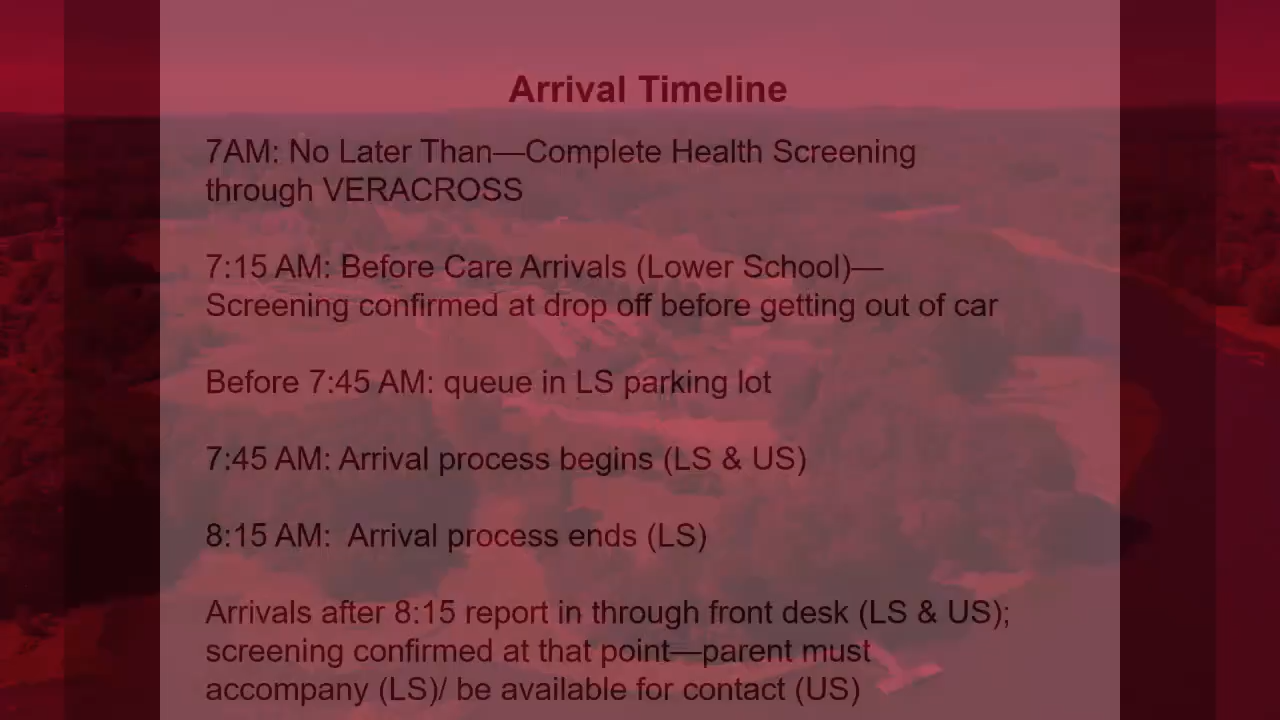 Arrival Timeline
7AM: No Later Than—Complete Health Screening
through VERACROSS
7:15 AM: Before Care Arrivals (Lower School)—
Screening confirmed at drop off before getting out of car
Before 7:45 AM: queue in LS parking lot
7:45 AM: Arrival process begins (LS & US)
8:15 AM:  Arrival process ends (LS)
Arrivals after 8:15 report in through front desk (LS & US);
screening confirmed at that point—parent must
accompany (LS)/ be available for contact (US)